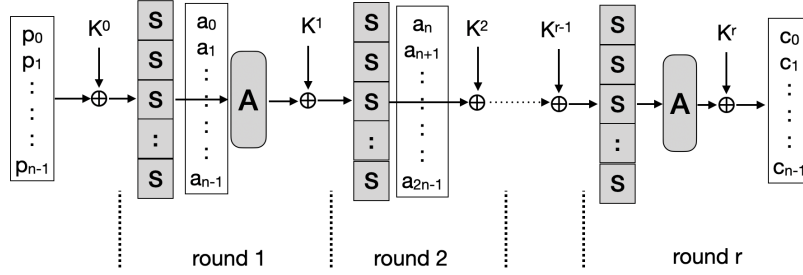 p₀
p₁
⋮
pₙ₋₁
K⁰
S
S
S
:
S
a₀
a₁
⋮
aₙ₋₁
A
K¹
S
S
S
:
S
aₙ
aₙ₊₁
⋮
a₂ₙ₋₁
K²
Kʳ⁻¹
S
S
S
:
S
A
Kʳ
c₀
c₁
⋮
cₙ₋₁
round 1
round 2
round r